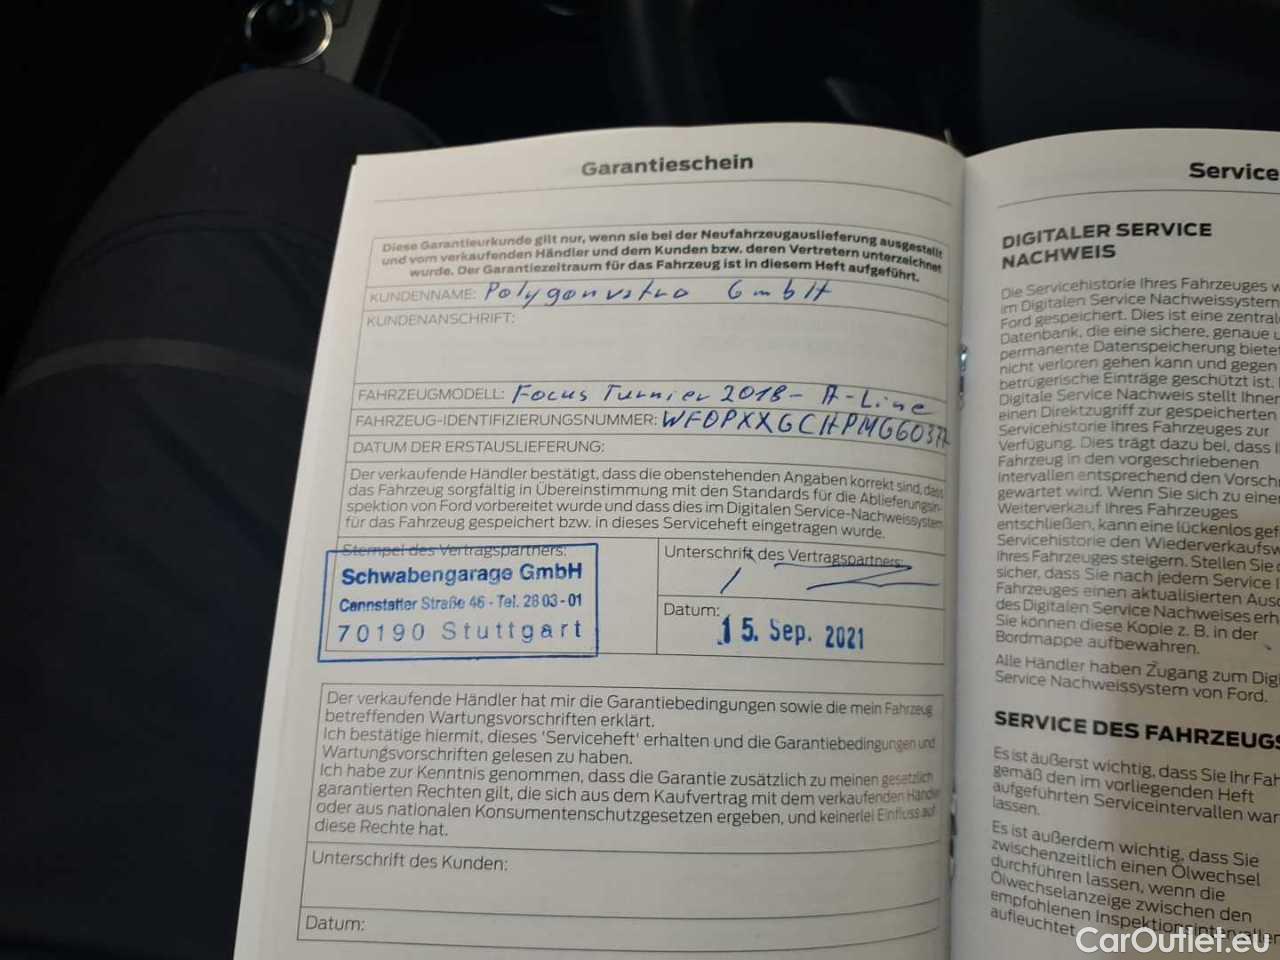 Garantieschein
Diese Garantieurkunde gilt nur, wenn sie bei der Neufahrzeugauslieferung ausgestellt
und vom verkaufenden Händler und dem Kunden bzw. deren Vertretern unterzeichnet
wurde. Der Garantiezeitraum für das Fahrzeug ist in diesem Heft aufgeführt.
KUNDENNAME: Polygonvatro GmbH
KUNDENANSCHRIFT:
FAHRZEUGMODELL: Focus Turnier 2018- A-Line
FAHRZEUG-IDENTIFIZIERUNGSNUMMER: WF0PXXGCHPMG60377
DATUM DER ERSTAUSLIEFERUNG:
Der verkaufende Händler bestätigt, dass die obenstehenden Angaben korrekt sind, dass
das Fahrzeug sorgfältig in Übereinstimmung mit den Standards für die Ablieferungsin-
spektion von Ford vorbereitet wurde und dass dies im Digitalen Service-Nachweissystem
für das Fahrzeug gespeichert bzw. in dieses Serviceheft eingetragen wurde.
Stempel des Vertragspartners:
Schwabengarage GmbH
Cannstatter Straße 46 - Tel. 28 03 - 01
70190 Stuttgart
Unterschrift des Vertragspartners:
Datum:
15. Sep. 2021
Der verkaufende Händler hat mir die Garantiebedingungen sowie die mein Fahrzeug
betreffenden Wartungsvorschriften erklärt.
Ich bestätige hiermit, dieses 'Serviceheft' erhalten und die Garantiebedingungen und
Wartungsvorschriften gelesen zu haben.
Ich habe zur Kenntnis genommen, dass die Garantie zusätzlich zu meinen gesetzlich
garantierten Rechten gilt, die sich aus dem Kaufvertrag mit dem verkaufenden Händler
oder aus nationalen Konsumentenschutzgesetzen ergeben, und keinerlei Einfluss auf
diese Rechte hat.
Unterschrift des Kunden:
Datum:
Service
DIGITALER SERVICE
NACHWEIS
Die Servicehistorie Ihres Fahrzeuges w
im Digitalen Service Nachweissystem
Ford gespeichert. Dies ist eine zentral
Datenbank, die eine sichere, genaue u
permanente Datenspeicherung bietet
nicht verloren gehen kann und gegen
betrügerische Einträge geschützt ist.
Digitale Service Nachweis stellt Ihner
einen Direktzugriff zur gespeicherten
Servicehistorie Ihres Fahrzeuges zur
Verfügung. Dies trägt dazu bei, dass I
Fahrzeug in den vorgeschriebenen
Intervallen entsprechend den Vorsch
gewartet wird. Wenn Sie sich zu eine
Weiterverkauf Ihres Fahrzeuges
entschließen, kann eine lückenlos gef
Servicehistorie den Wiederverkaufsw
Ihres Fahrzeuges steigern. Stellen Sie
sicher, dass Sie nach jedem Service I
Fahrzeuges einen aktualisierten Ausd
des Digitalen Service Nachweises erh
Sie können diese Kopie z. B. in der
Bordmappe aufbewahren.
Alle Händler haben Zugang zum Digi
Service Nachweissystem von Ford.
SERVICE DES FAHRZEUGS
Es ist äußerst wichtig, dass Sie Ihr Fah
gemäß den im vorliegenden Heft
aufgeführten Serviceintervallen war
lassen.
Es ist außerdem wichtig, dass Sie
zwischenzeitlich einen Ölwechsel
durchführen lassen, wenn die
Ölwechselanzeige zwischen den
empfohlenen Inspektionsintervallen
aufleuchtet
CarOutlet.eu